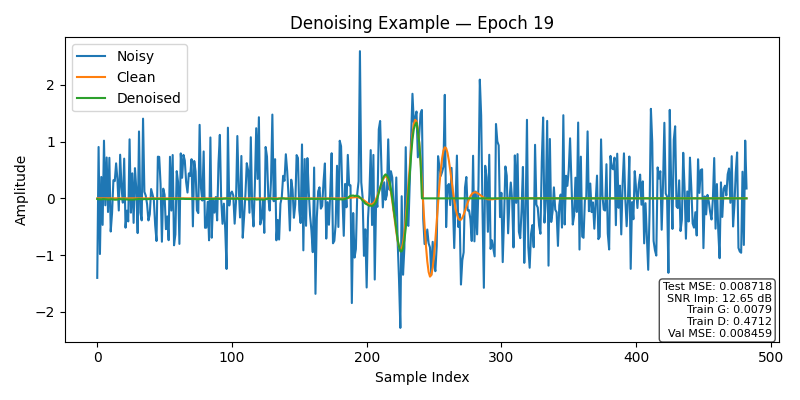 Denoising Example — Epoch 19
Noisy
Clean
Denoised
Amplitude
2
1
0
−1
−2
Test MSE: 0.008718
SNR Imp: 12.65 dB
Train G: 0.0079
Train D: 0.4712
Val MSE: 0.008459
0 100 200 300 400 500
Sample Index